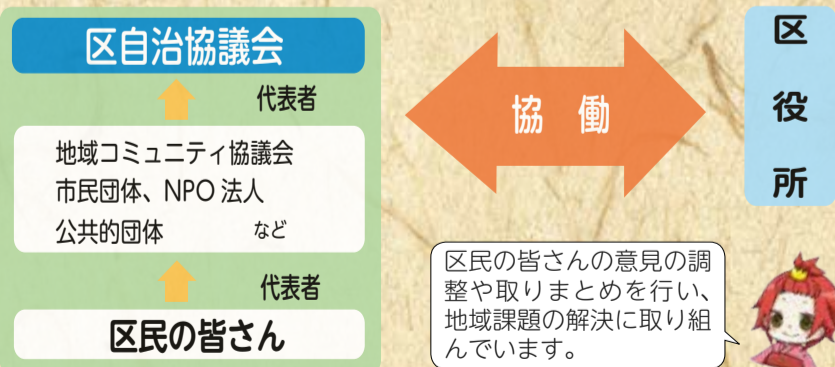 区自治協議会
代表者
地域コミュニティ協議会
市民団体、NPO 法人
公共的団体 など
代表者
区民の皆さん
協 働
区役所
区民の皆さんの意見の調
整や取りまとめを行い、
地域課題の解決に取り組
んでいます。